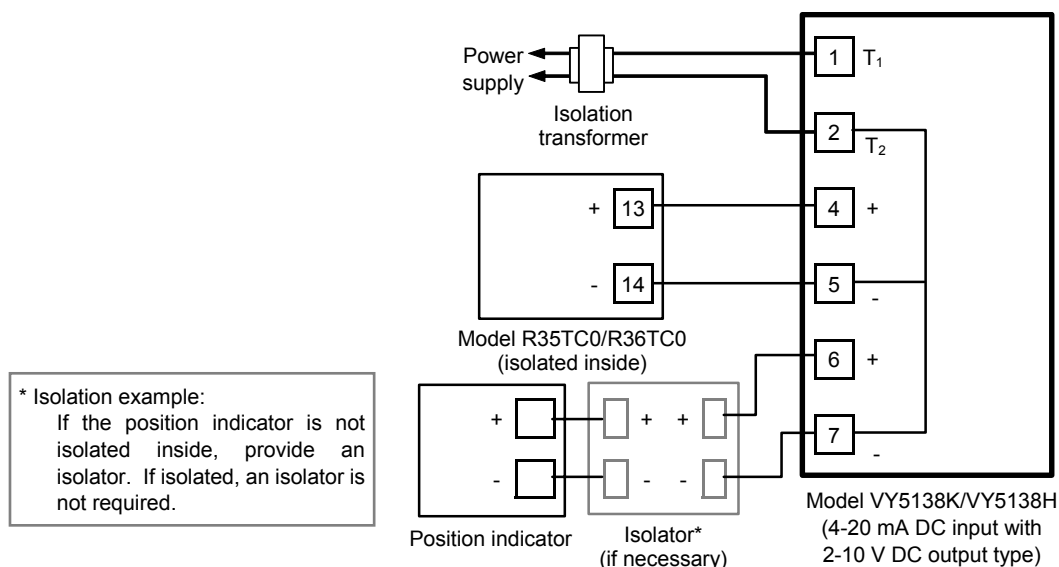 Power
supply
Isolation
transformer
1 T₁
2 T₂
+ 13
4 +
- 14
5 -
Model R35TC0/R36TC0
(isolated inside)
6 +
7 -
+ + +
- - -
Position indicator
Isolator*
(if necessary)
Model VY5138K/VY5138H
(4-20 mA DC input with
2-10 V DC output type)
* Isolation example:
If the position indicator is not
isolated inside, provide an
isolator. If isolated, an isolator is
not required.